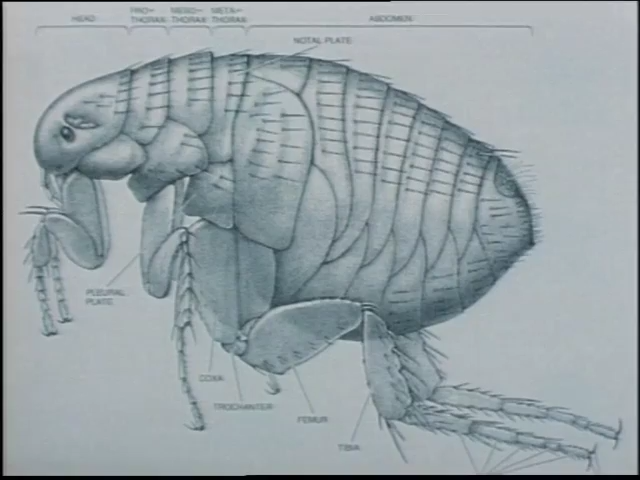 HEAD
PRO-
THORAX
MESO-
THORAX
META-
THORAX
ABDOMEN
NOTAL PLATE
PLEURAL
PLATE
COXA
TROCHANTER
FEMUR
TIBIA